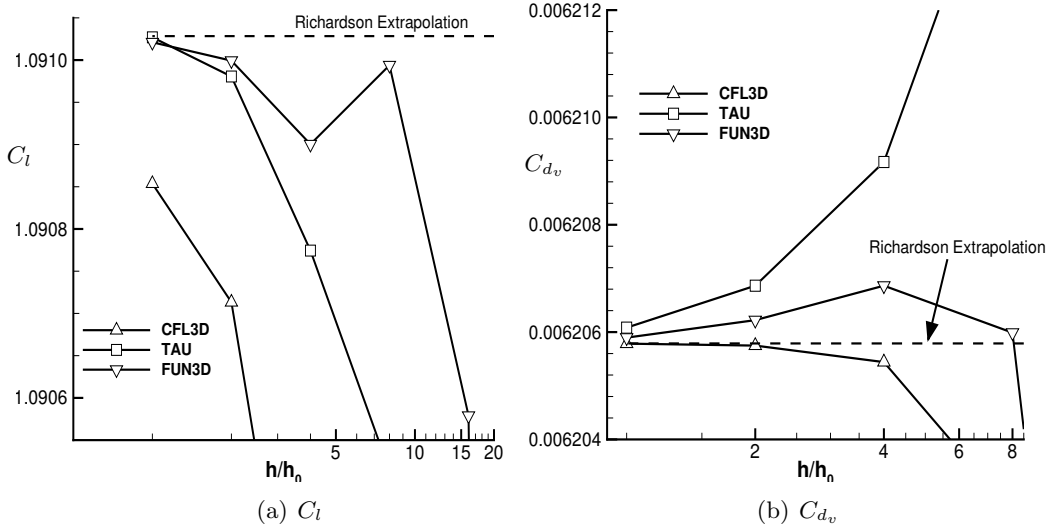 Richardson Extrapolation
1.0910
1.0908
1.0906
C_l
CFL3D
TAU
FUN3D
5 10 15 20
h/h_0
(a) C_l
0.006212
0.006210
0.006208
0.006206
0.006204
C_{d_v}
CFL3D
TAU
FUN3D
Richardson Extrapolation
2 4 6 8
h/h_0
(b) C_{d_v}